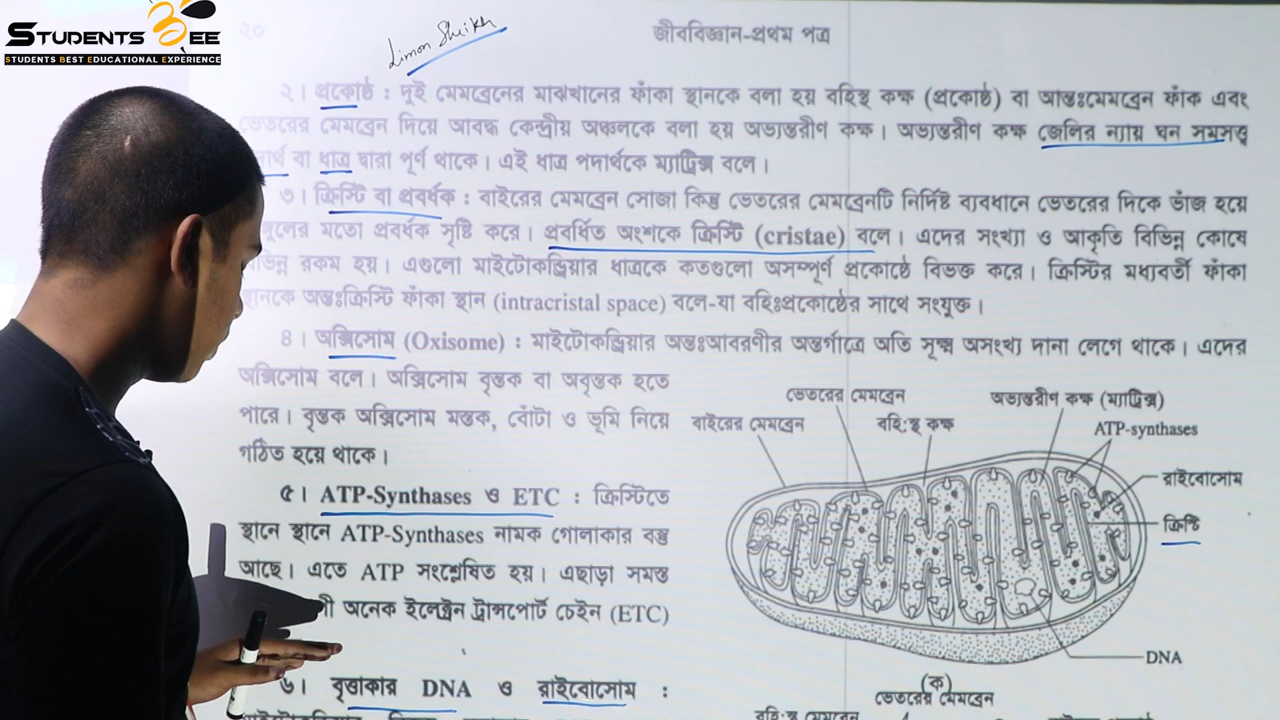 STUDENTS BEE
STUDENTS BEST EDUCATIONAL EXPERIENCE
২০
Limon Sheikh
জীববিজ্ঞান-প্রথম পত্র
২। প্রকোষ্ঠ : দুই মেমব্রেনের মাঝখানের ফাঁকা স্থানকে বলা হয় বহিস্থ কক্ষ (প্রকোষ্ঠ) বা আন্তঃমেমব্রেন ফাঁক এবং
ভেতরের মেমব্রেন দিয়ে আবদ্ধ কেন্দ্রীয় অঞ্চলকে বলা হয় অভ্যন্তরীণ কক্ষ। অভ্যন্তরীণ কক্ষ জেলির ন্যায় ঘন সমসত্ত্ব
বা ধাত্র দ্বারা পূর্ণ থাকে। এই ধাত্র পদার্থকে ম্যাট্রিক্স বলে।
৩। ক্রিস্টি বা প্রবর্ধক : বাইরের মেমব্রেন সোজা কিন্তু ভেতরের মেমব্রেনটি নির্দিষ্ট ব্যবধানে ভেতরের দিকে ভাঁজ হয়ে
মতো প্রবর্ধক সৃষ্টি করে। প্রবর্ধিত অংশকে ক্রিস্টি (cristae) বলে। এদের সংখ্যা ও আকৃতি বিভিন্ন কোষে
রকম হয়। এগুলো মাইটোকন্ড্রিয়ার ধাত্রকে কতগুলো অসম্পূর্ণ প্রকোষ্ঠে বিভক্ত করে। ক্রিস্টির মধ্যবর্তী ফাঁকা
স্থানকে অন্তঃক্রিস্টি ফাঁকা স্থান (intracristal space) বলে-যা বহিঃপ্রকোষ্ঠের সাথে সংযুক্ত।
৪। অক্সিসোম (Oxisome) : মাইটোকন্ড্রিয়ার অন্তঃআবরণীর অন্তর্গাত্রে অতি সূক্ষ্ম অসংখ্য দানা লেগে থাকে। এদের
অক্সিসোম বলে। অক্সিসোম বৃন্তক বা অবৃন্তক হতে
পারে। বৃন্তক অক্সিসোম মস্তক, বোঁটা ও ভূমি নিয়ে
গঠিত হয়ে থাকে।
৫। ATP-Synthases ও ETC : ক্রিস্টিতে
স্থানে স্থানে ATP-Synthases নামক গোলাকার বস্তু
আছে। এতে ATP সংশ্লেষিত হয়। এছাড়া সমস্ত
অনেক ইলেক্ট্রন ট্রান্সপোর্ট চেইন (ETC)
৬। বৃত্তাকার DNA ও রাইবোসোম :
ভেতরের মেমব্রেন
অভ্যন্তরীণ কক্ষ (ম্যাট্রিক্স)
বাইরের মেমব্রেন
বহি:স্থ কক্ষ
ATP-synthases
রাইবোসোম
ক্রিষ্টি
DNA
(ক)
ভেতরের মেমব্রেন